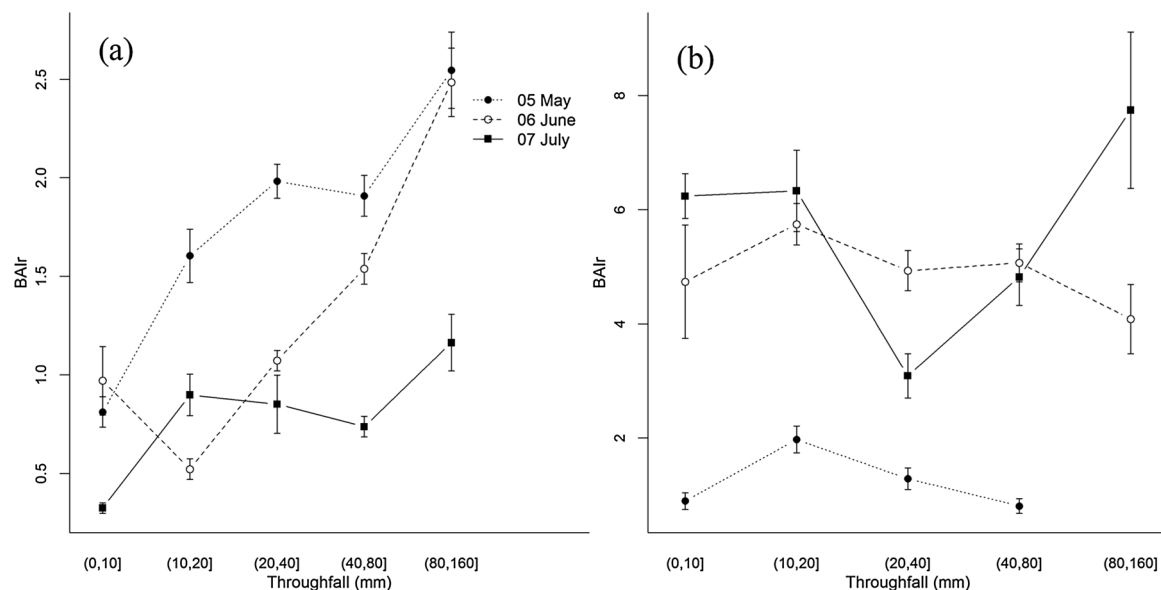 (a)
BAIr
2.5
2.0
1.5
1.0
0.5
05 May
06 June
07 July
(0,10] (10,20] (20,40] (40,80] (80,160]
Throughfall (mm)
(b)
BAIr
8
6
4
2
(0,10] (10,20] (20,40] (40,80] (80,160]
Throughfall (mm)